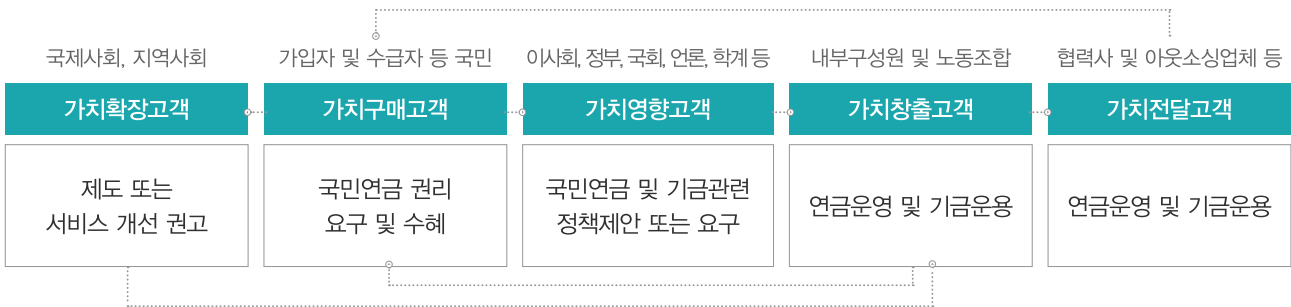 국제사회, 지역사회
가입자 및 수급자 등 국민
이사회, 정부, 국회, 언론, 학계 등
내부구성원 및 노동조합
협력사 및 아웃소싱업체 등
가치확장고객
가치구매고객
가치영향고객
가치창출고객
가치전달고객
제도 또는
서비스 개선 권고
국민연금 권리
요구 및 수혜
국민연금 및 기금관련
정책제안 또는 요구
연금운영 및 기금운용
연금운영 및 기금운용